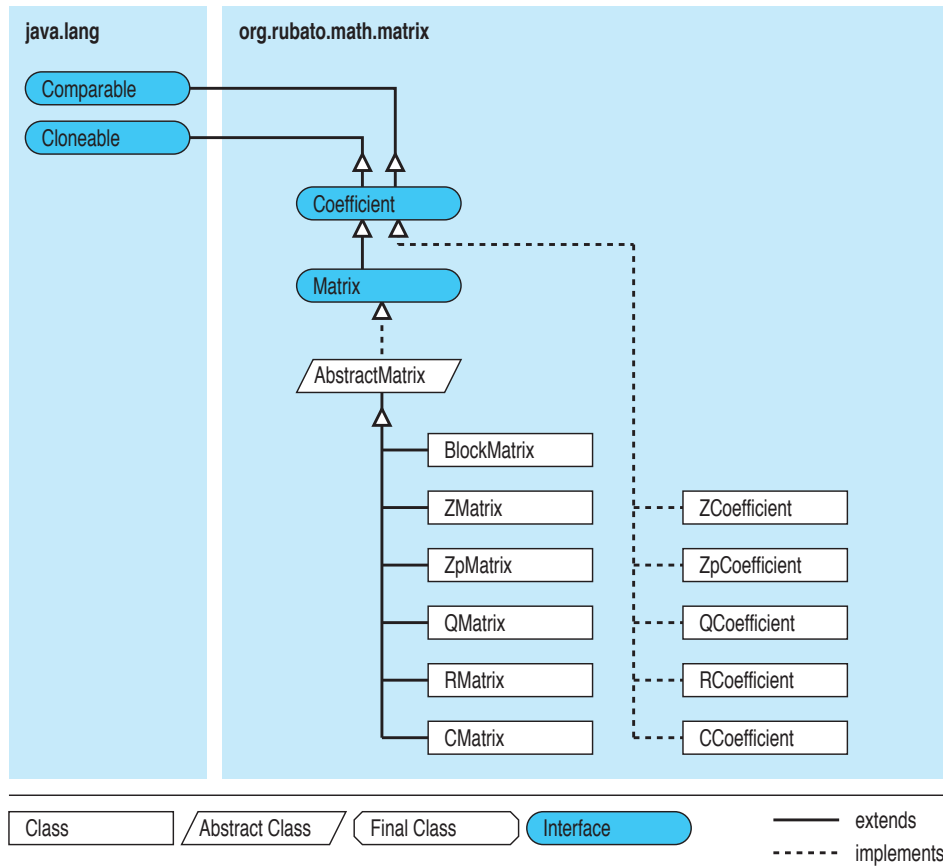 java.lang
org.rubato.math.matrix
Comparable
Cloneable
Coefficient
Matrix
AbstractMatrix
BlockMatrix
ZMatrix
ZCoefficient
ZpMatrix
ZpCoefficient
QMatrix
QCoefficient
RMatrix
RCoefficient
CMatrix
CCoefficient
Class
Abstract Class
Final Class
Interface
extends
implements